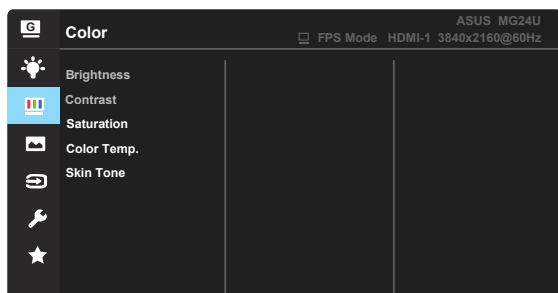 G
Color
ASUS MG24U
FPS Mode HDMI-1 3840x2160@60Hz
Brightness
Contrast
Saturation
Color Temp.
Skin Tone